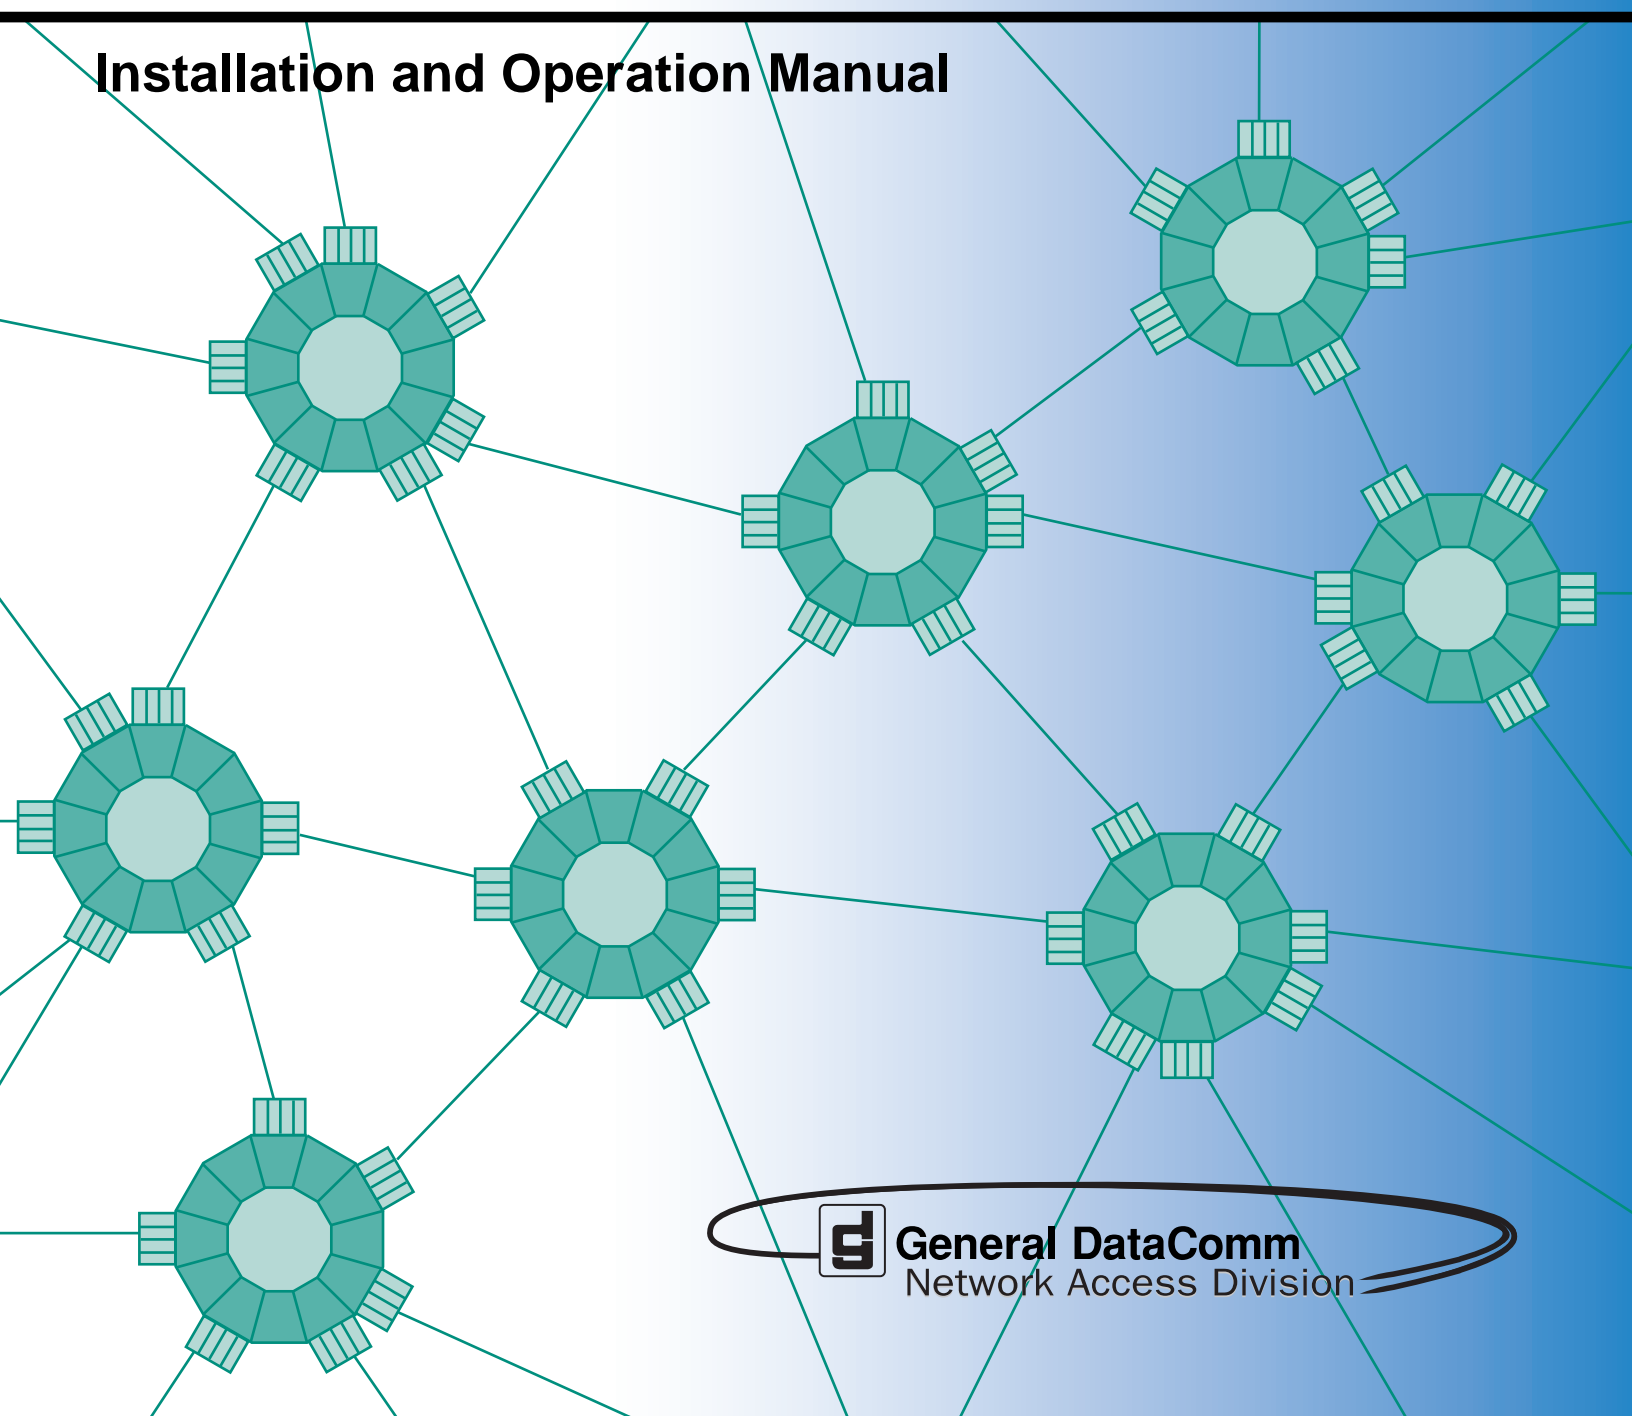 Installation and Operation Manual
General DataComm
Network Access Division